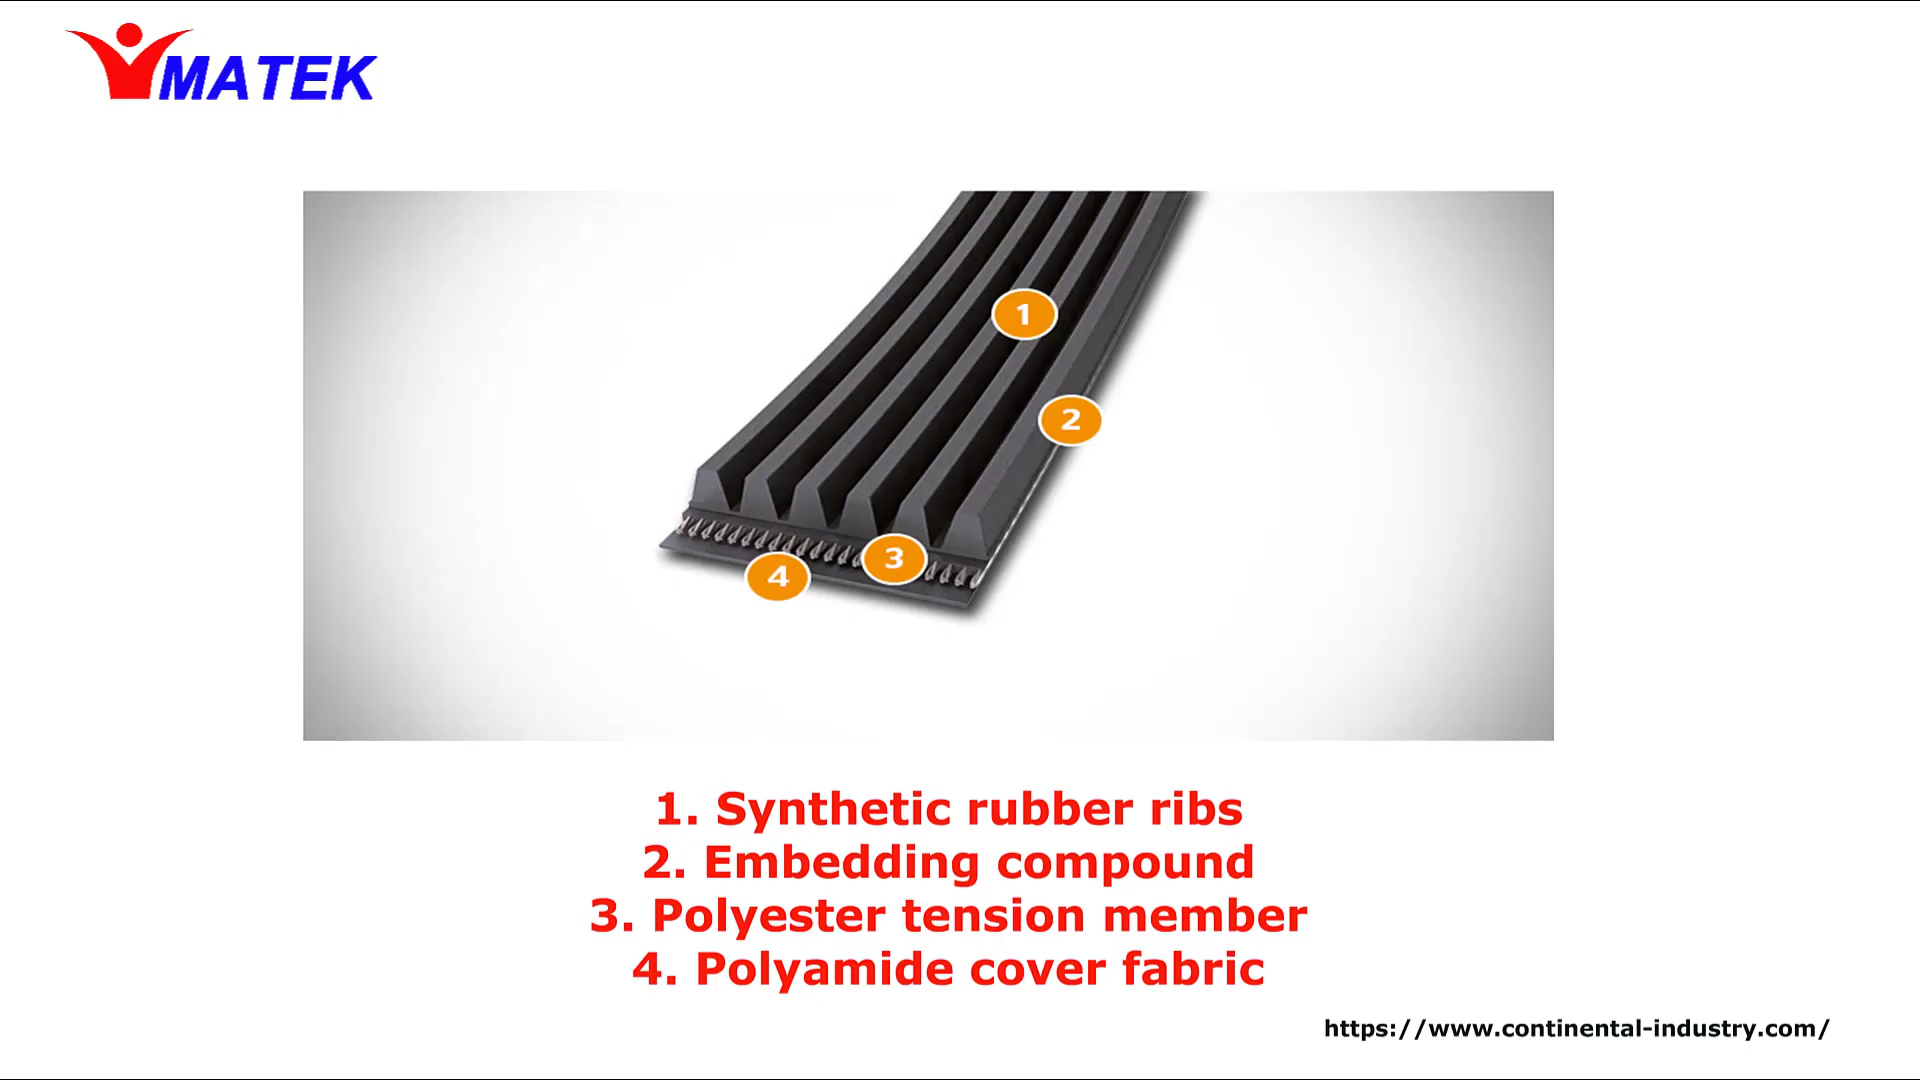 MATEK
1
2
3
4
1. Synthetic rubber ribs
2. Embedding compound
3. Polyester tension member
4. Polyamide cover fabric
https://www.continental-industry.com/